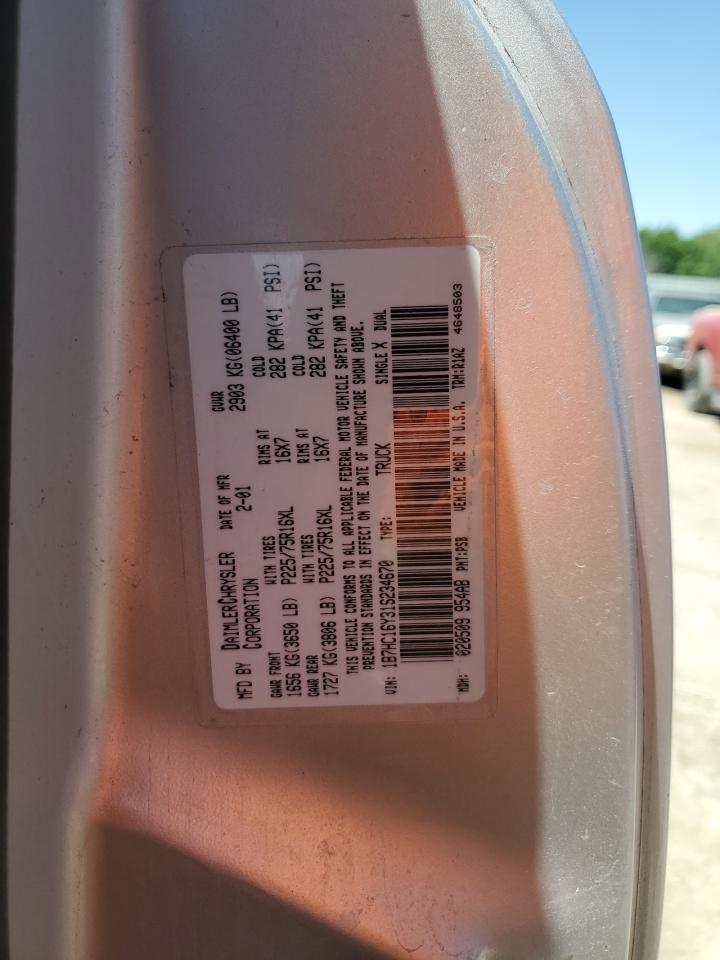 MFD BY DAIMLERCHRYSLER CORPORATION DATE OF MFR 2-01 GVWR 2903 KG(06400 LB)
GAWR FRONT WITH TIRES RIMS AT COLD
1656 KG(3650 LB) P225/75R16XL 16X7 282 KPA(41 PSI)
GAWR REAR WITH TIRES RIMS AT COLD
1727 KG(3806 LB) P225/75R16XL 16X7 282 KPA(41 PSI)
THIS VEHICLE CONFORMS TO ALL APPLICABLE FEDERAL MOTOR VEHICLE SAFETY AND THEFT
PREVENTION STANDARDS IN EFFECT ON THE DATE OF MANUFACTURE SHOWN ABOVE.
VIN: 1B7HC16Y31S234670 TYPE: TRUCK SINGLE X DUAL
MDH: 020509 954AB PNT:PSB VEHICLE MADE IN U.S.A. TRM:R1AZ 4648503